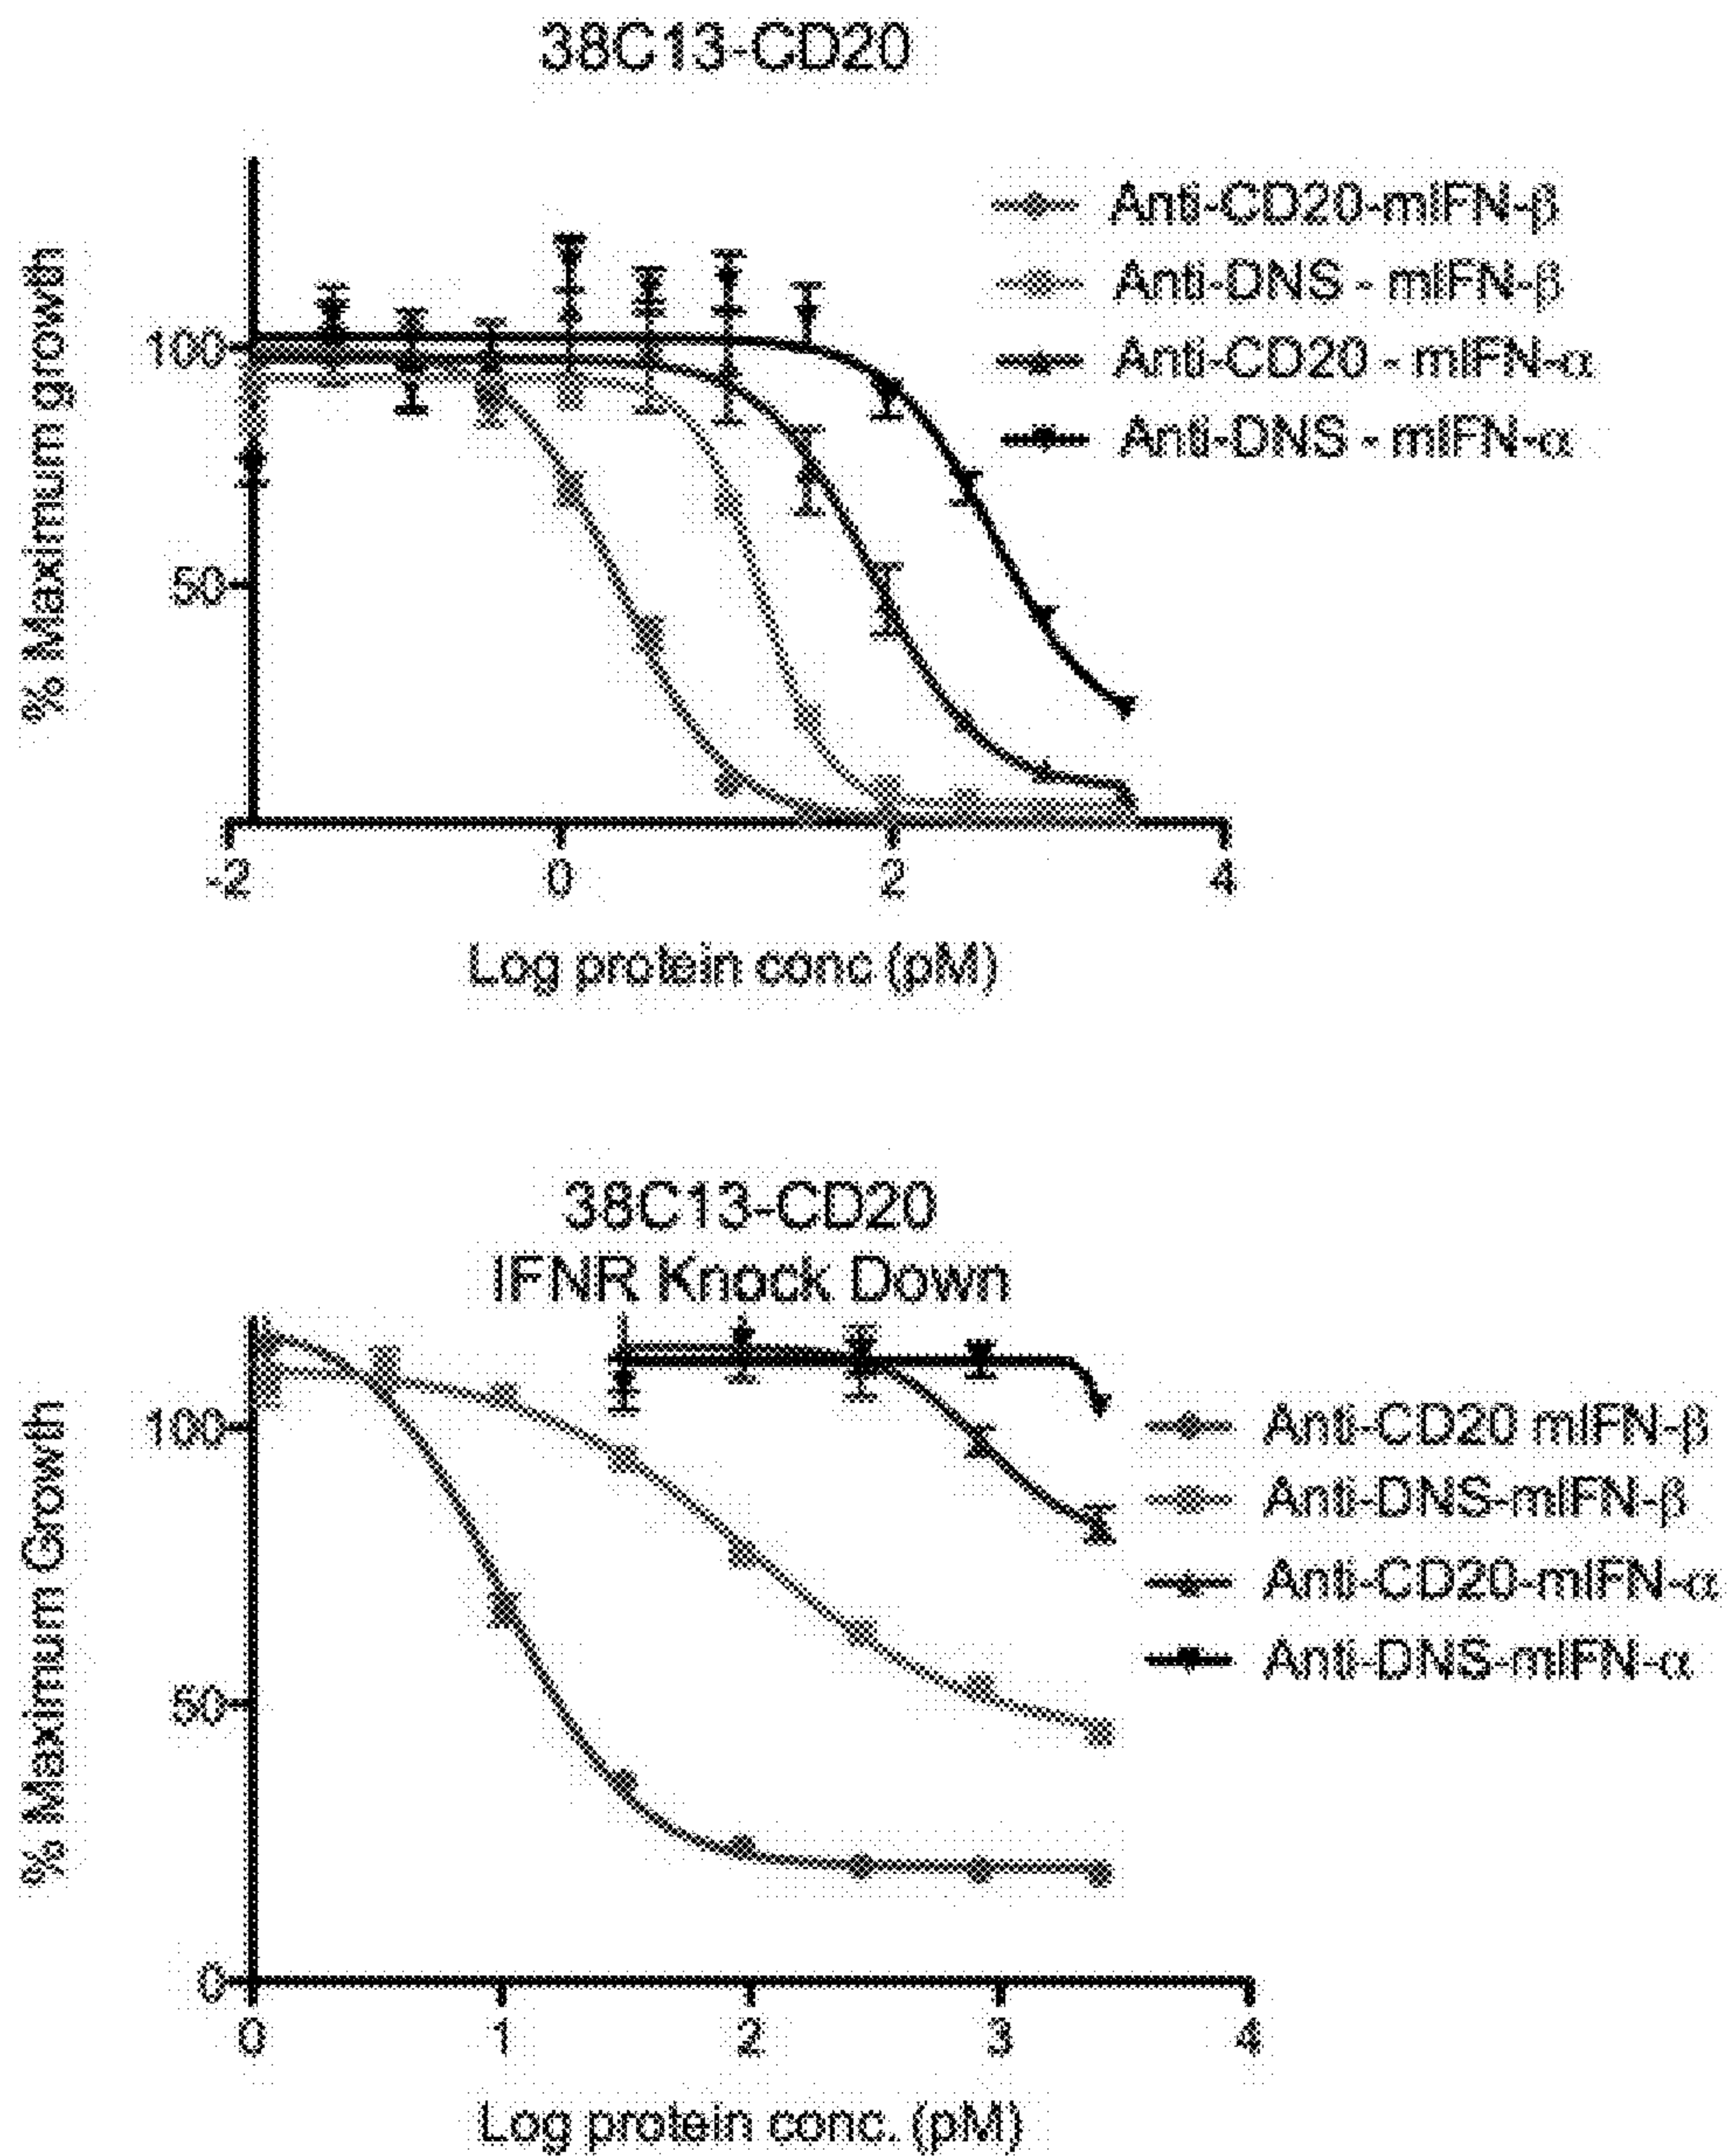 38C13-CD20
% Maximum growth
100
50
-2 0 2 4
Log protein conc (pM)
Anti-CD20-mIFN-β
Anti-DNS - mIFN-β
Anti-CD20 - mIFN-α
Anti-DNS - mIFN-α
38C13-CD20
IFNR Knock Down
% Maximum Growth
100
50
0
0 1 2 3 4
Log protein conc. (pM)
Anti-CD20 mIFN-β
Anti-DNS-mIFN-β
Anti-CD20-mIFN-α
Anti-DNS-mIFN-α